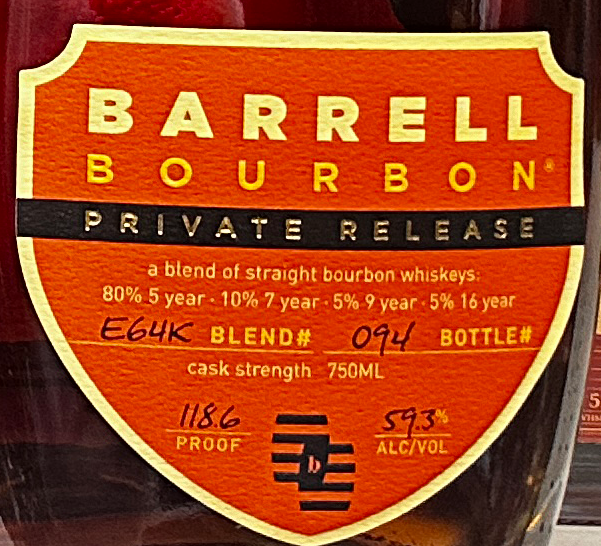 BARRELL
BOURBON®
PRIVATE RELEASE
a blend of straight bourbon whiskeys:
80% 5 year · 10% 7 year · 5% 9 year · 5% 16 year
E64K BLEND# 094 BOTTLE#
cask strength 750ML
118.6 59.3%
PROOF ALC/VOL
b